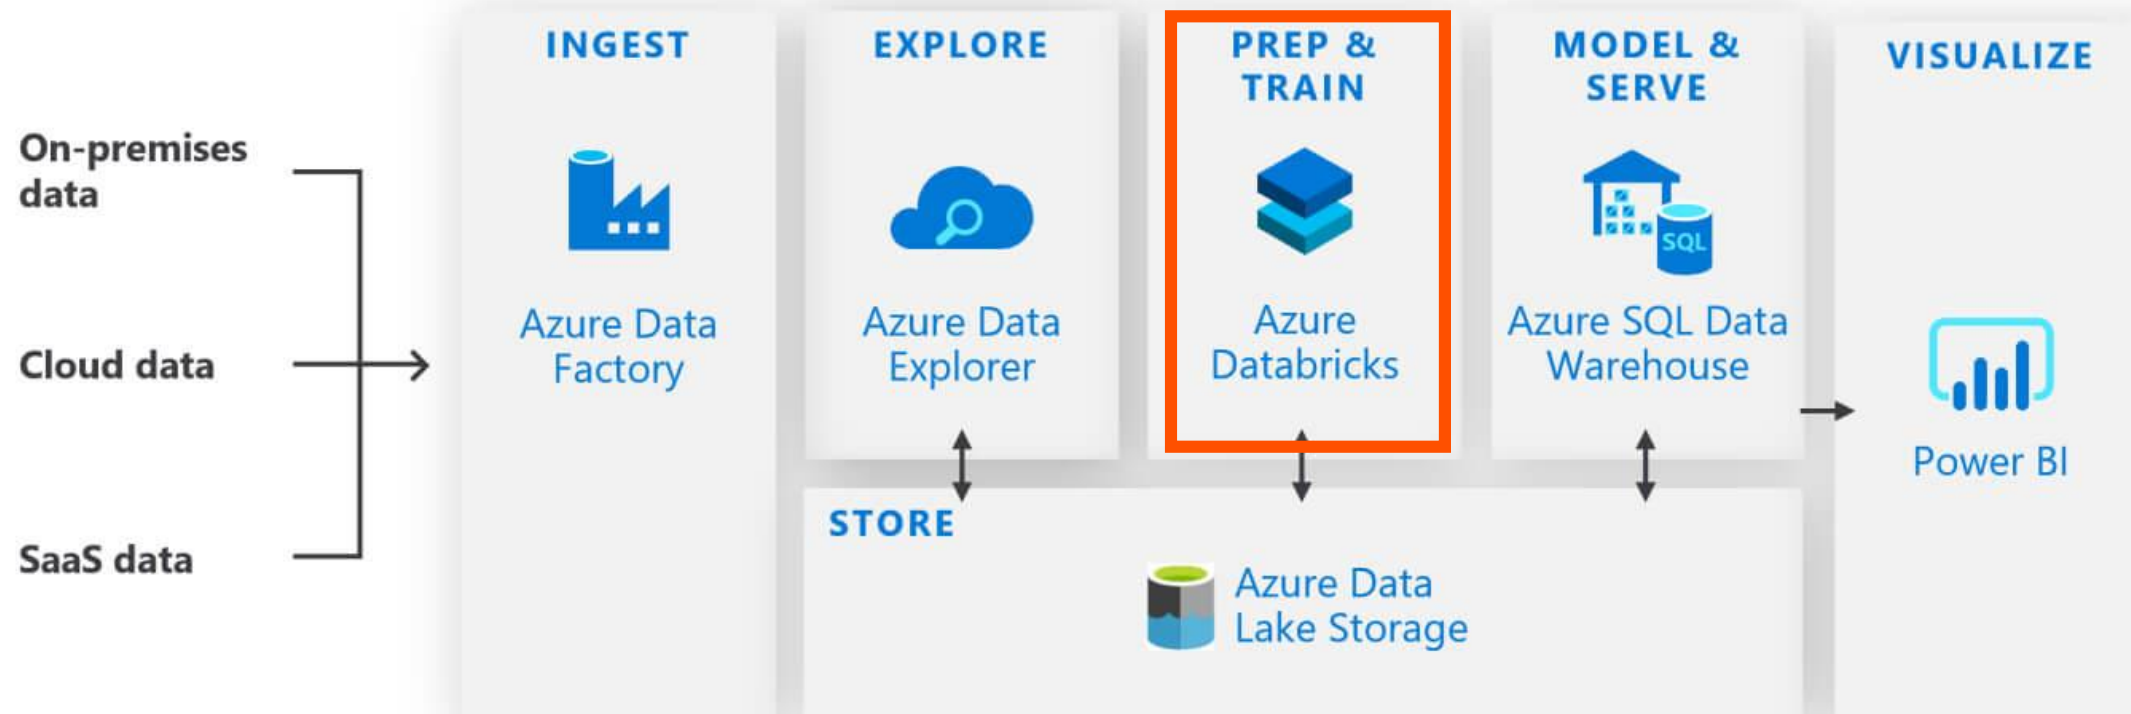 On-premises
data
Cloud data
SaaS data
INGEST
Azure Data
Factory
EXPLORE
Azure Data
Explorer
PREP &
TRAIN
Azure
Databricks
MODEL &
SERVE
SQL
Azure SQL Data
Warehouse
VISUALIZE
Power BI
STORE
Azure Data
Lake Storage